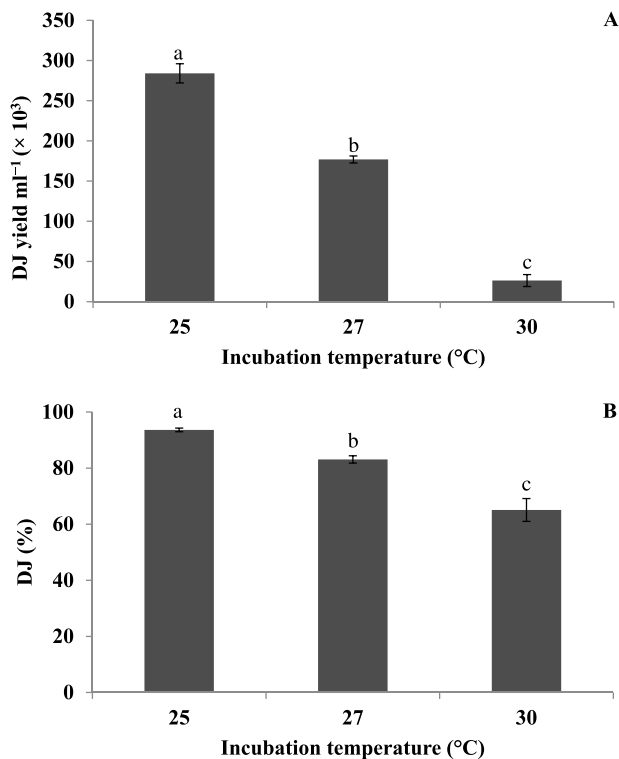 A
DJ yield ml⁻¹ (× 10³)
350
300
250
200
150
100
50
0
a
b
c
25 27 30
Incubation temperature (°C)
B
DJ (%)
100
80
60
40
20
0
a
b
c
25 27 30
Incubation temperature (°C)